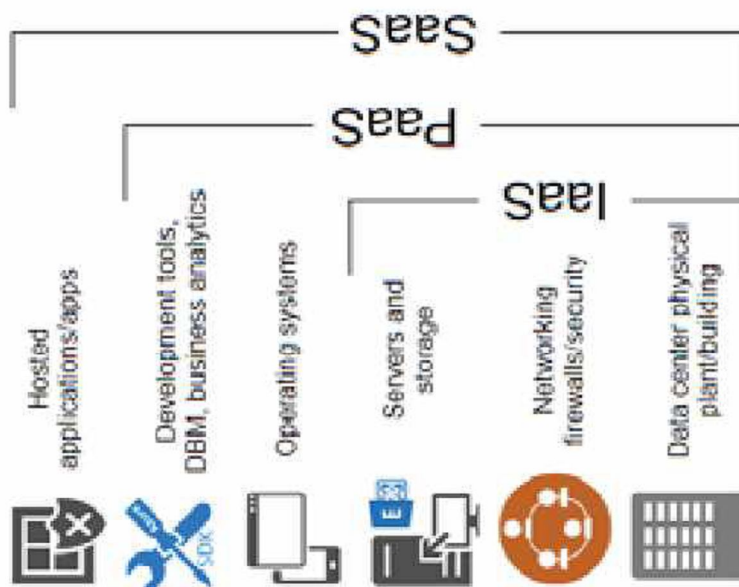 SaaS
PaaS
IaaS
Hosted
applications/apps
Development tools,
DBM, business analytics
Operating systems
Servers and
storage
Networking
firewalls/security
Data center physical
plant/building
SDK
E